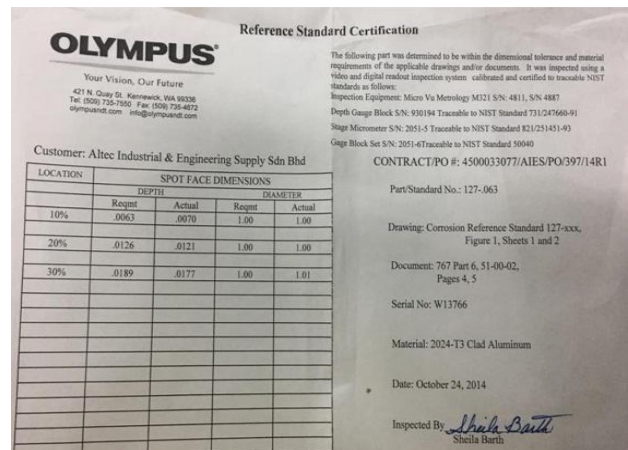 Reference Standard Certification
OLYMPUS
Your Vision, Our Future
421 N. Quay St. Kennewick, WA 99336
Tel: (509) 735-7550 Fax: (509) 735-4672
olympusndt.com info@olympusndt.com
The following part was determined to be within the dimensional tolerance and material
requirements of the applicable drawings and/or documents. It was inspected using a
video and digital readout inspection system calibrated and certified to traceable NIST
standards as follows:
Inspection Equipment: Micro Vu Metrology M321 S/N: 4811, S/N 4887
Depth Gauge Block S/N: 930194 Traceable to NIST Standard 731/247660-91
Stage Micrometer S/N: 2051-5 Traceable to NIST Standard 821/251451-93
Gage Block Set S/N: 2051-6Traceable to NIST Standard 50040
Customer: Altec Industrial & Engineering Supply Sdn Bhd
CONTRACT/PO #: 4500033077/AIES/PO/397/14R1
LOCATION SPOT FACE DIMENSIONS
DEPTH DIAMETER
Reqmt Actual Reqmt Actual
10% .0063 .0070 1.00 1.00
20% .0126 .0121 1.00 1.00
30% .0189 .0177 1.00 1.01
Part/Standard No.: 127-.063
Drawing: Corrosion Reference Standard 127-xxx,
Figure 1, Sheets 1 and 2
Document: 767 Part 6, 51-00-02,
Pages 4, 5
Serial No: W13766
Material: 2024-T3 Clad Aluminum
Date: October 24, 2014
Inspected By Sheila Barth
Sheila Barth